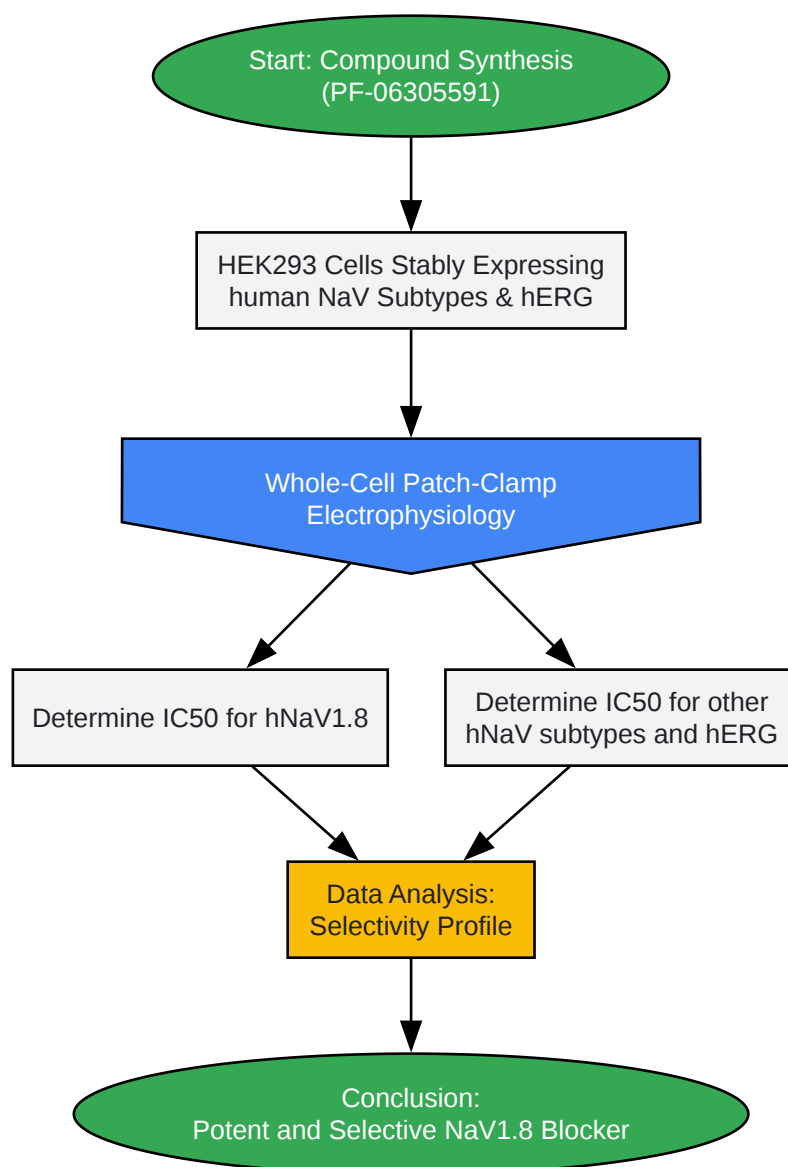 Start: Compound Synthesis
(PF-06305591)
HEK293 Cells Stably Expressing
human NaV Subtypes & hERG
Whole-Cell Patch-Clamp
Electrophysiology
Determine IC50 for hNaV1.8
Determine IC50 for other
hNaV subtypes and hERG
Data Analysis:
Selectivity Profile
Conclusion:
Potent and Selective NaV1.8 Blocker